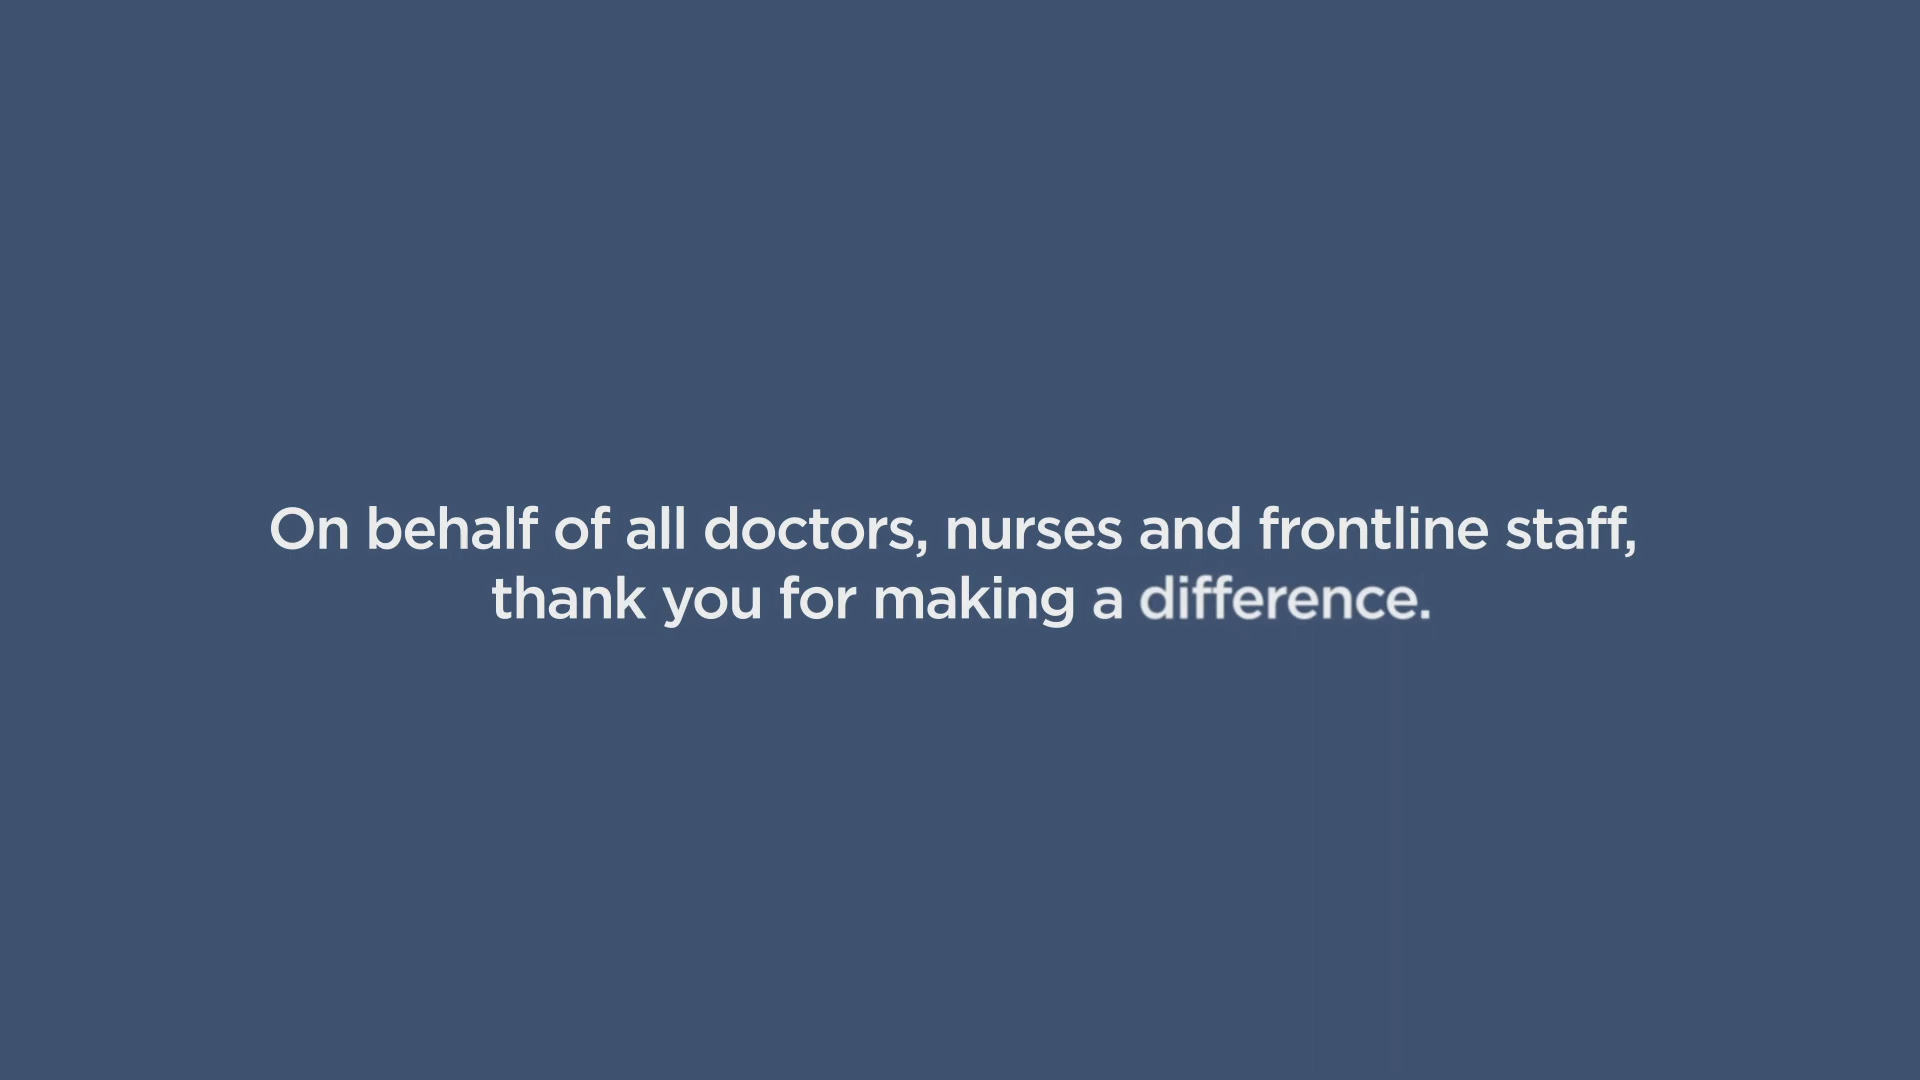 On behalf of all doctors, nurses and frontline staff,
thank you for making a difference.